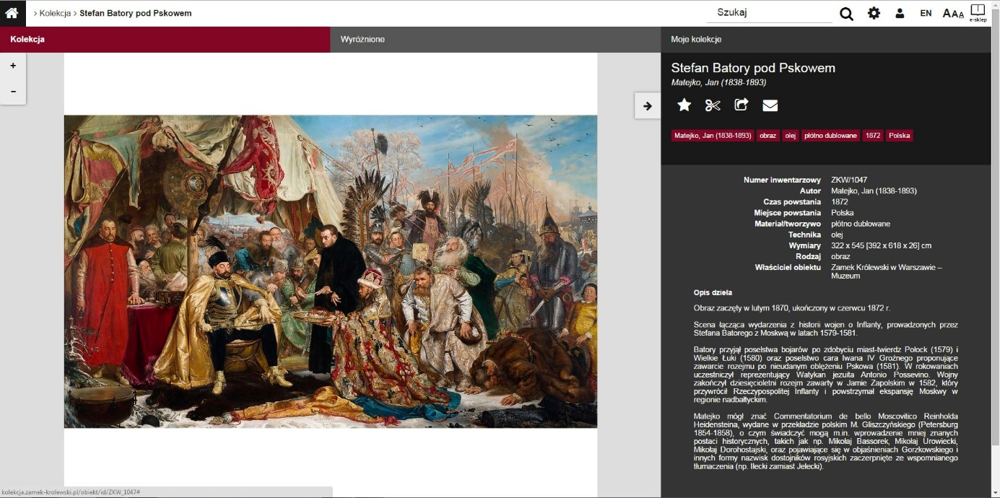 › Kolekcja › Stefan Batory pod Pskowem
Szukaj
EN
AAA
e-sklep
Kolekcja
Wyróżnione
Moje kolekcje
+
-
Stefan Batory pod Pskowem
Matejko, Jan (1838-1893)
Matejko, Jan (1838-1893) obraz olej płótno dublowane 1872 Polska
Numer inwentarzowy ZKW/1047
Autor Matejko, Jan (1838-1893)
Czas powstania 1872
Miejsce powstania Polska
Materiał/tworzywo płótno dublowane
Technika olej
Wymiary 322 x 545 [392 x 618 x 26] cm
Rodzaj obraz
Właściciel obiektu Zamek Królewski w Warszawie –
Muzeum
Opis dzieła
Obraz zaczęty w lutym 1870, ukończony w czerwcu 1872 r.
Scena łącząca wydarzenia z historii wojen o Inflanty, prowadzonych przez
Stefana Batorego z Moskwą w latach 1579-1581.
Batory przyjął poselstwa bojarów po zdobyciu miast-twierdz Połock (1579) i
Wielkie Łuki (1580) oraz poselstwo cara Iwana IV Groźnego proponujące
zawarcie rozejmu po nieudanym oblężeniu Pskowa (1581). W rokowaniach
uczestniczył reprezentujący Watykan jezuita Antonio Possevino. Wojny
zakończył dziesięcioletni rozejm zawarty w Jamie Zapolskim w 1582, który
przywrócił Rzeczypospolitej Inflanty i powstrzymał ekspansję Moskwy w
regionie nadbałtyckim.
Matejko mógł znać Commentatorium de bello Moscovitico Reinholda
Heidensteina, wydane w przekładzie polskim M. Gliszczyńskiego (Petersburg
1854-1858), o czym świadczyć mogą m.in. wprowadzenie mniej znanych
postaci historycznych, takich jak np. Mikołaj Bassorek, Mikołaj Urowiecki,
Mikołaj Dorohostajski, oraz pojawiające się w objaśnieniach Gorzkowskiego i
innych formy nazwisk dostojników rosyjskich zaczerpnięte ze wspomnianego
tłumaczenia (np. Ilecki zamiast Jełecki).
kolekcja.zamek-krolewski.pl/obiekt/id/ZKW_1047#